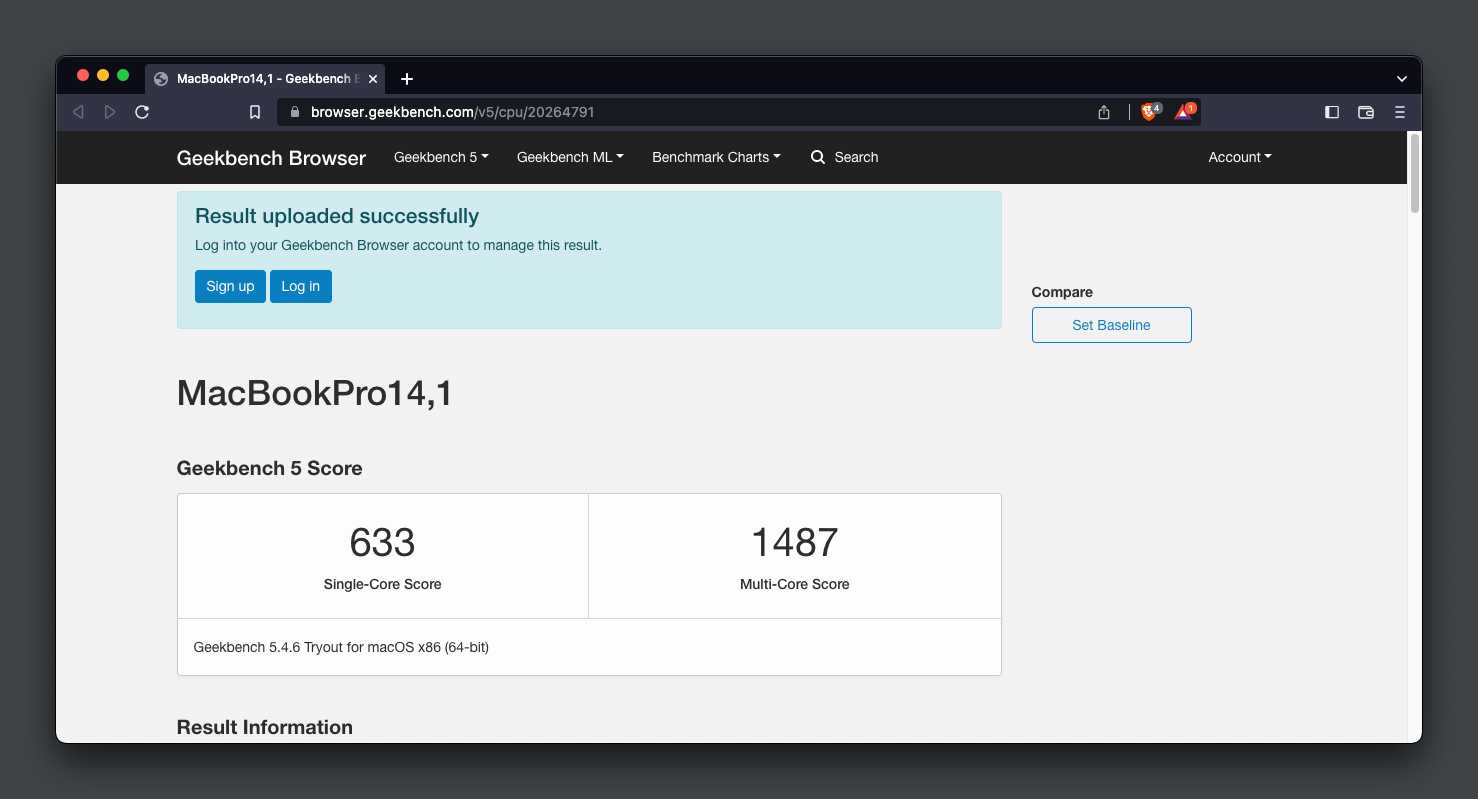 MacBookPro14,1 - Geekbench B
browser.geekbench.com/v5/cpu/20264791
4
1
Geekbench Browser
Geekbench 5
Geekbench ML
Benchmark Charts
Search
Account
Result uploaded successfully
Log into your Geekbench Browser account to manage this result.
Sign up
Log in
Compare
Set Baseline
MacBookPro14,1
Geekbench 5 Score
633
1487
Single-Core Score
Multi-Core Score
Geekbench 5.4.6 Tryout for macOS x86 (64-bit)
Result Information